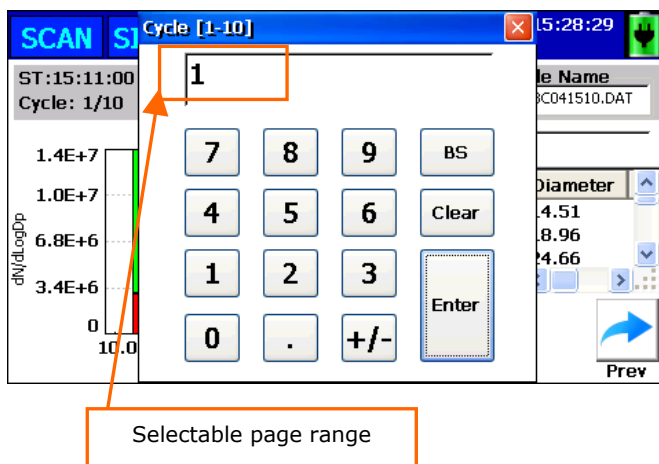 SCAN
Cycle [1-10]
15:28:29
ST:15:11:00
Cycle: 1/10
1
le Name
3C041510.DAT
7 8 9 BS
4 5 6 Clear
1 2 3 Enter
0 . +/-
dN/dLogDp
1.4E+7
1.0E+7
6.8E+6
3.4E+6
0
10.0
Diameter
4.51
8.96
24.66
Prev
Selectable page range